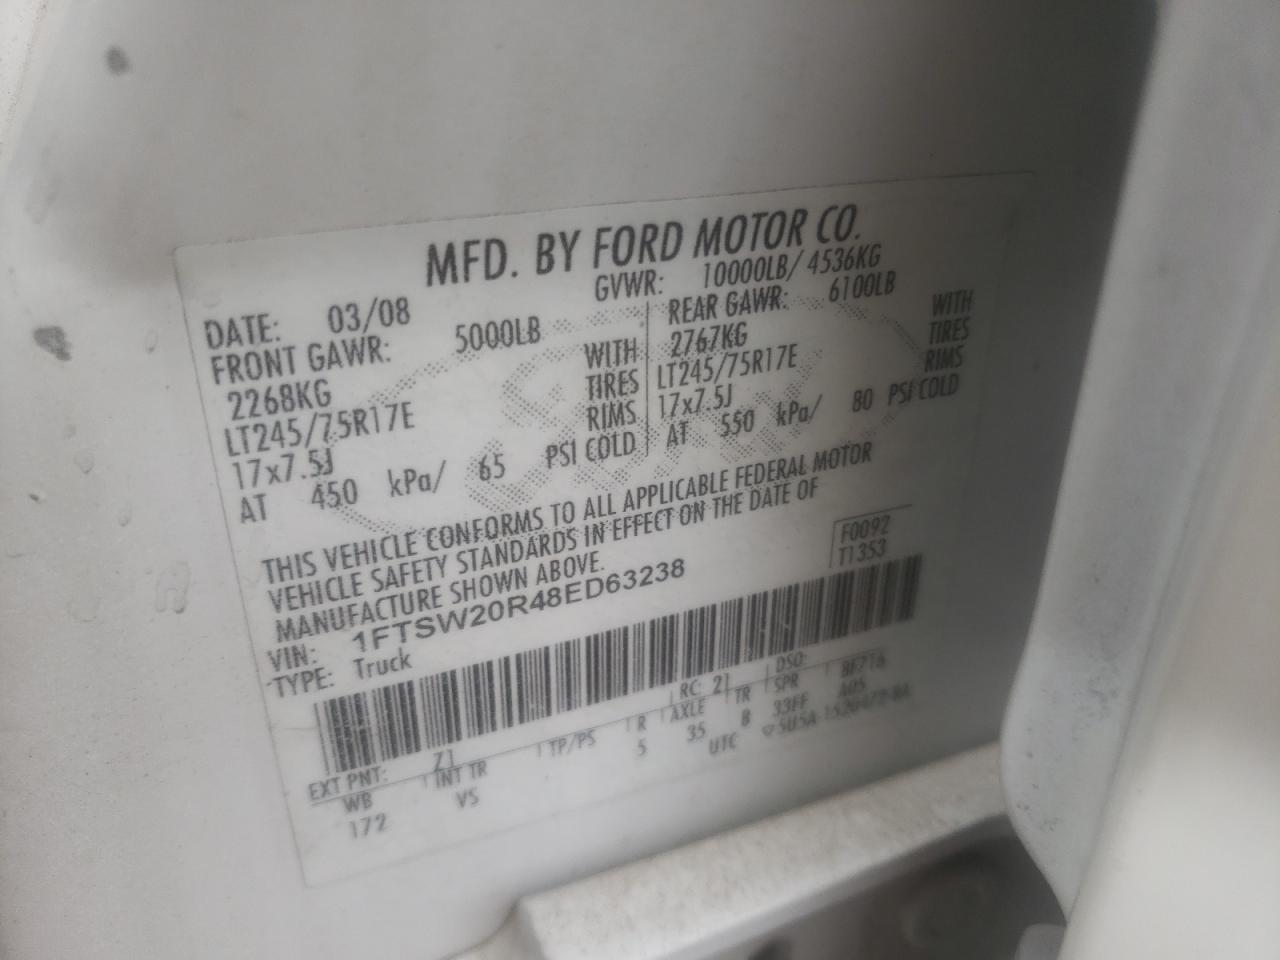 MFD. BY FORD MOTOR CO.
DATE: 03/08 GVWR: 10000LB/ 4536KG
FRONT GAWR: 5000LB REAR GAWR: 6100LB
2268KG WITH 2767KG WITH
LT245/75R17E TIRES LT245/75R17E TIRES
17x7.5J RIMS 17x7.5J RIMS
AT 450 kPa/ 65 PSI COLD AT 550 kPa/ 80 PSI COLD
THIS VEHICLE CONFORMS TO ALL APPLICABLE FEDERAL MOTOR
VEHICLE SAFETY STANDARDS IN EFFECT ON THE DATE OF
MANUFACTURE SHOWN ABOVE.
F0092
T1353
VIN: 1FTSW20R48ED63238
TYPE: Truck
EXT PNT: Z1 RC: 21 DSO:
WB INT TR TP/PS R AXLE TR SPR 8F716
172 VS 5 35 B 33FF A05
UTC